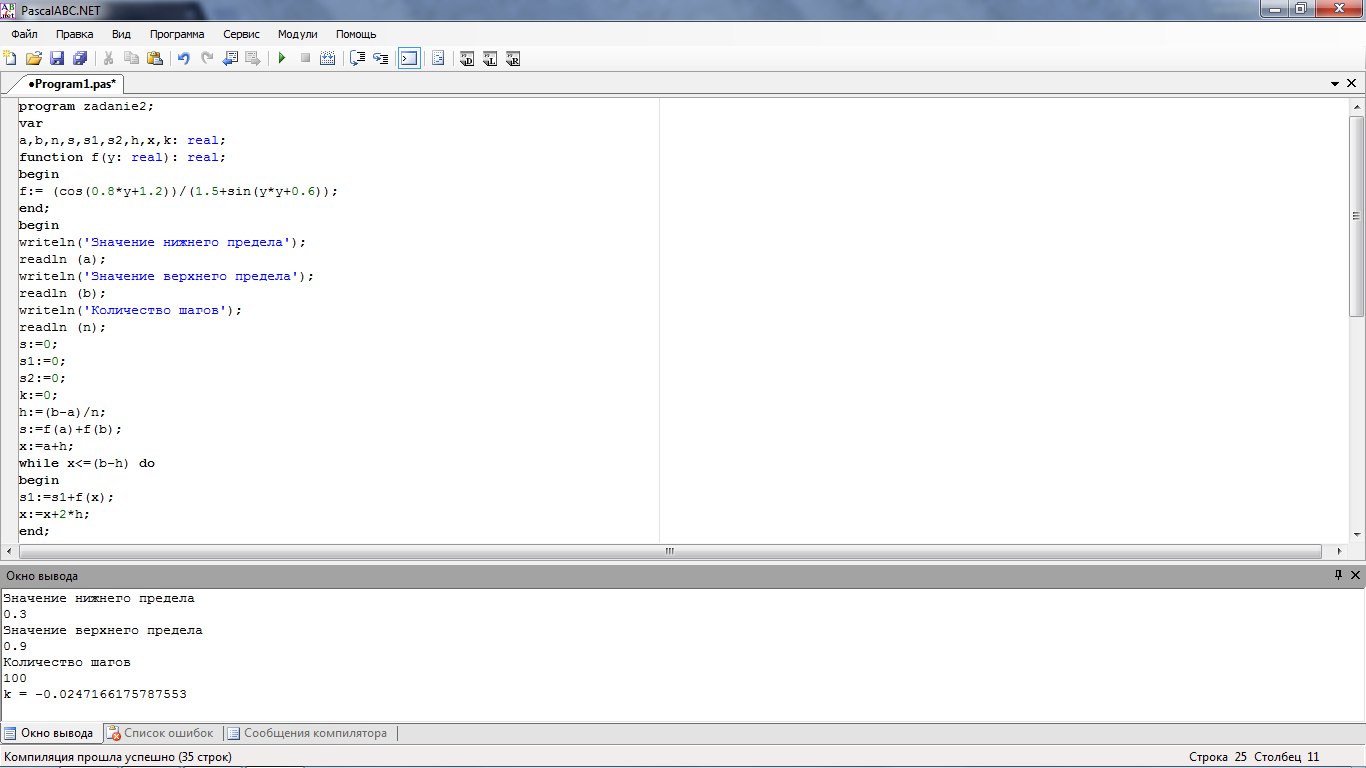 PascalABC.NET
Файл Правка Вид Программа Сервис Модули Помощь
●Program1.pas*
program zadanie2;
var
a,b,n,s,s1,s2,h,x,k: real;
function f(y: real): real;
begin
f:= (cos(0.8*y+1.2))/(1.5+sin(y*y+0.6));
end;
begin
writeln('Значение нижнего предела');
readln (a);
writeln('Значение верхнего предела');
readln (b);
writeln('Количество шагов');
readln (n);
s:=0;
s1:=0;
s2:=0;
k:=0;
h:=(b-a)/n;
s:=f(a)+f(b);
x:=a+h;
while x<=(b-h) do
begin
s1:=s1+f(x);
x:=x+2*h;
end;
Окно вывода
Значение нижнего предела
0.3
Значение верхнего предела
0.9
Количество шагов
100
k = -0.0247166175787553
Окно вывода Список ошибок Сообщения компилятора
Компиляция прошла успешно (35 строк) Строка 25 Столбец 11